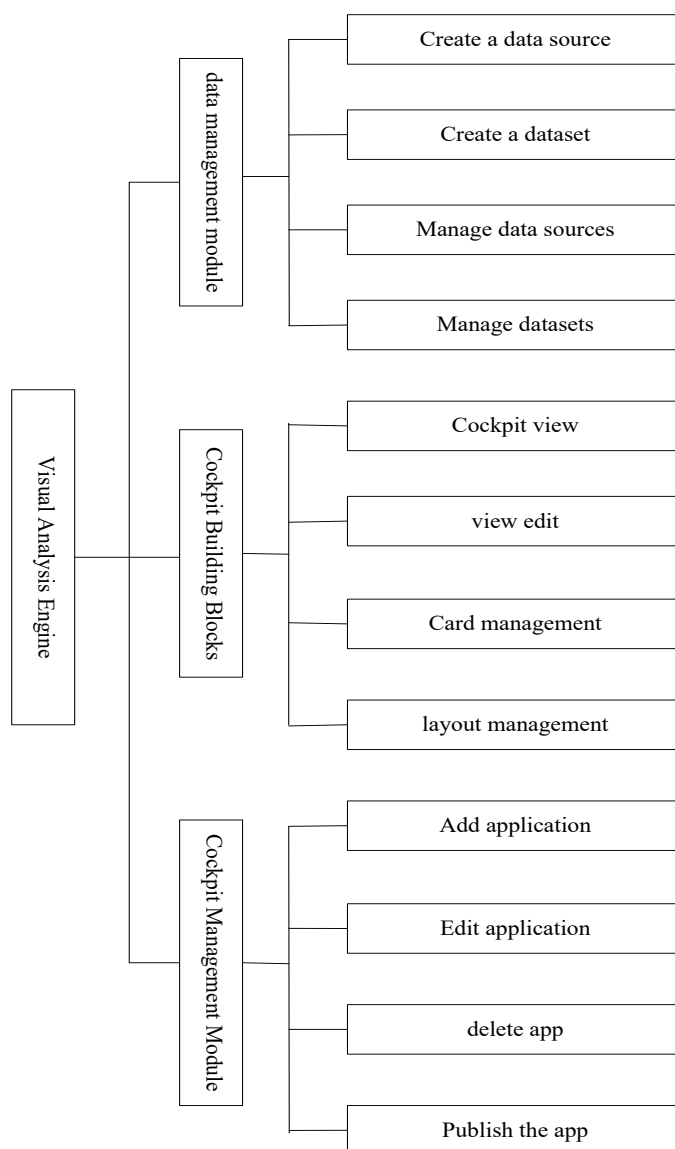 Visual Analysis Engine
data management module
Create a data source
Create a dataset
Manage data sources
Manage datasets
Cockpit Building Blocks
Cockpit view
view edit
Card management
layout management
Cockpit Management Module
Add application
Edit application
delete app
Publish the app